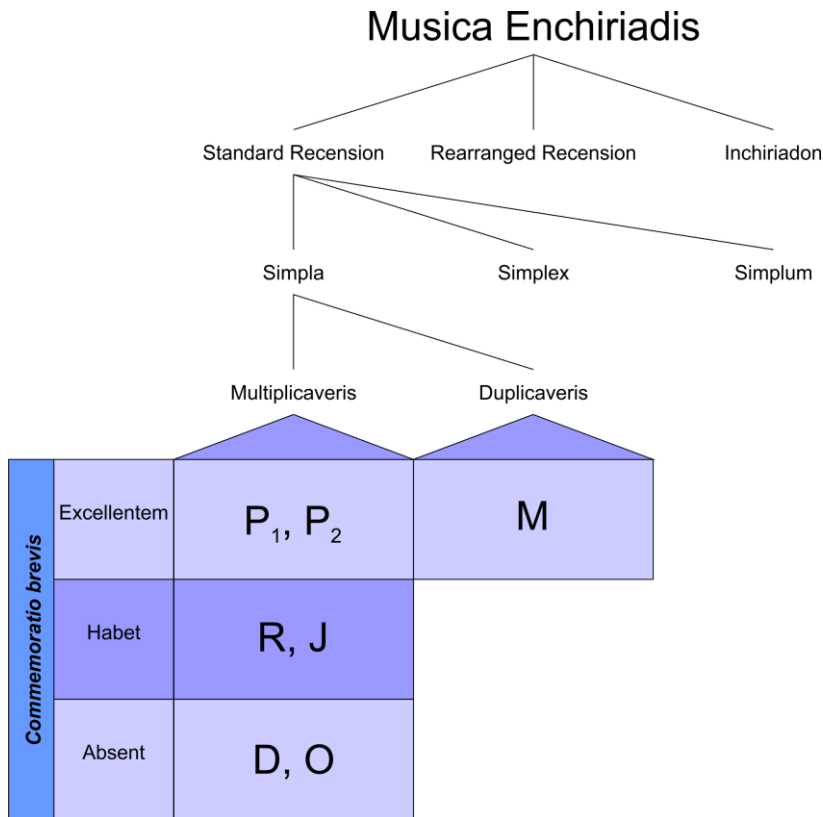 Musica Enchiriadis
Standard Recension
Rearranged Recension
Inchiriadon
Simpla
Simplex
Simplum
Multiplicaveris
Duplicaveris
Commemoratio brevis
Excellentem
P₁, P₂
M
Habet
R, J
Absent
D, O